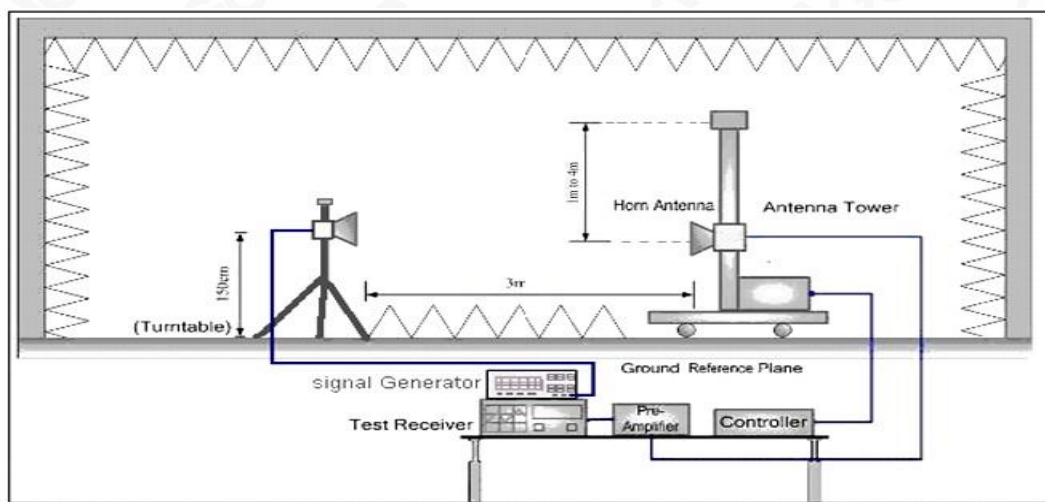 1m to 4m
Horn Antenna
Antenna Tower
150cm
3m
(Turntable)
Ground Reference Plane
signal Generator
Test Receiver
Pre-
Amplifier
Controller